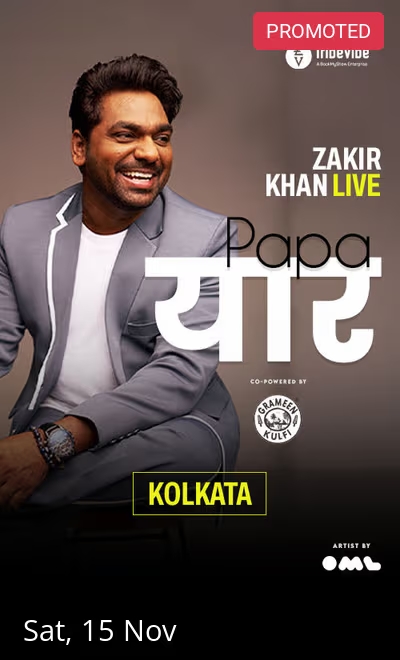 PROMOTED
TribeVibe
A BookMyShow Enterprise
ZAKIR
KHAN LIVE
Papa
यार
CO-POWERED BY
GRAMEEN
KULFI
KOLKATA
ARTIST BY
OML
Sat, 15 Nov